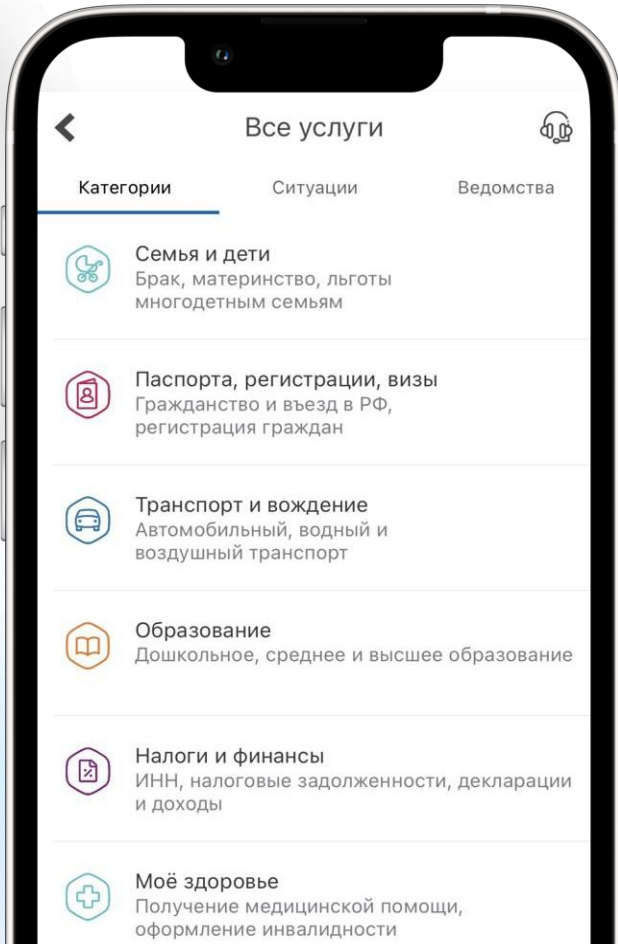 Все услуги
Категории
Ситуации
Ведомства
Семья и дети
Брак, материнство, льготы
многодетным семьям
Паспорта, регистрации, визы
Гражданство и въезд в РФ,
регистрация граждан
Транспорт и вождение
Автомобильный, водный и
воздушный транспорт
Образование
Дошкольное, среднее и высшее образование
Налоги и финансы
ИНН, налоговые задолженности, декларации
и доходы
Моё здоровье
Получение медицинской помощи,
оформление инвалидности